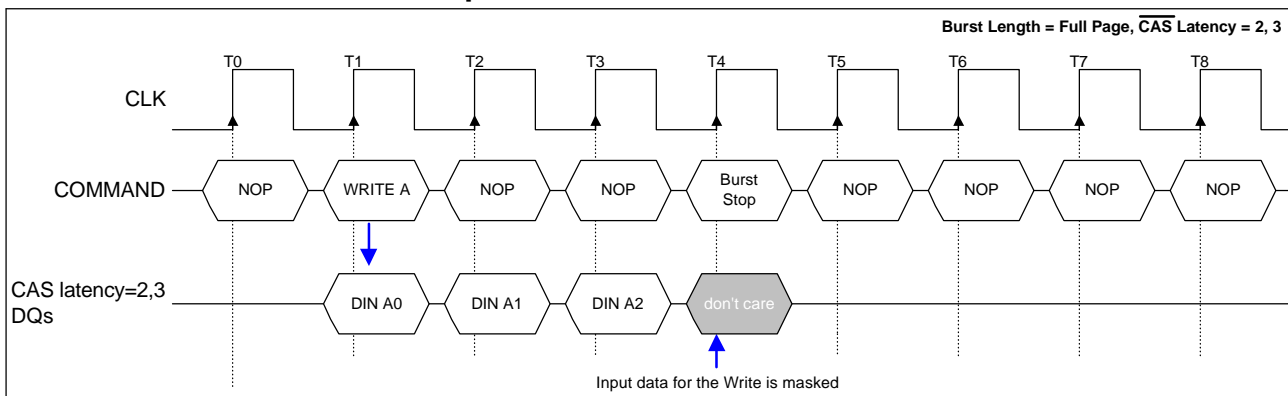 Burst Length = Full Page, CAS Latency = 2, 3
T0 T1 T2 T3 T4 T5 T6 T7 T8
CLK
COMMAND NOP WRITE A NOP NOP Burst Stop NOP NOP NOP NOP
CAS latency=2,3
DQs
DIN A0 DIN A1 DIN A2 don't care
Input data for the Write is masked